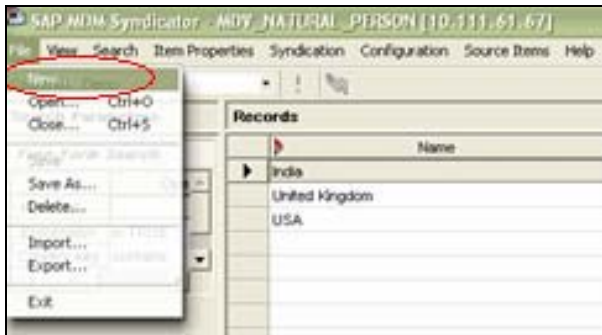 SAP MDM Syndicator - MDV_NATURAL_PERSON [10.111.61.67]
File View Search Item Properties Syndication Configuration Source Items Help
New...
Open... Ctrl+O
Close... Ctrl+S
Save
Save As...
Delete...
Import...
Export...
Exit
Records
Name
India
United Kingdom
USA